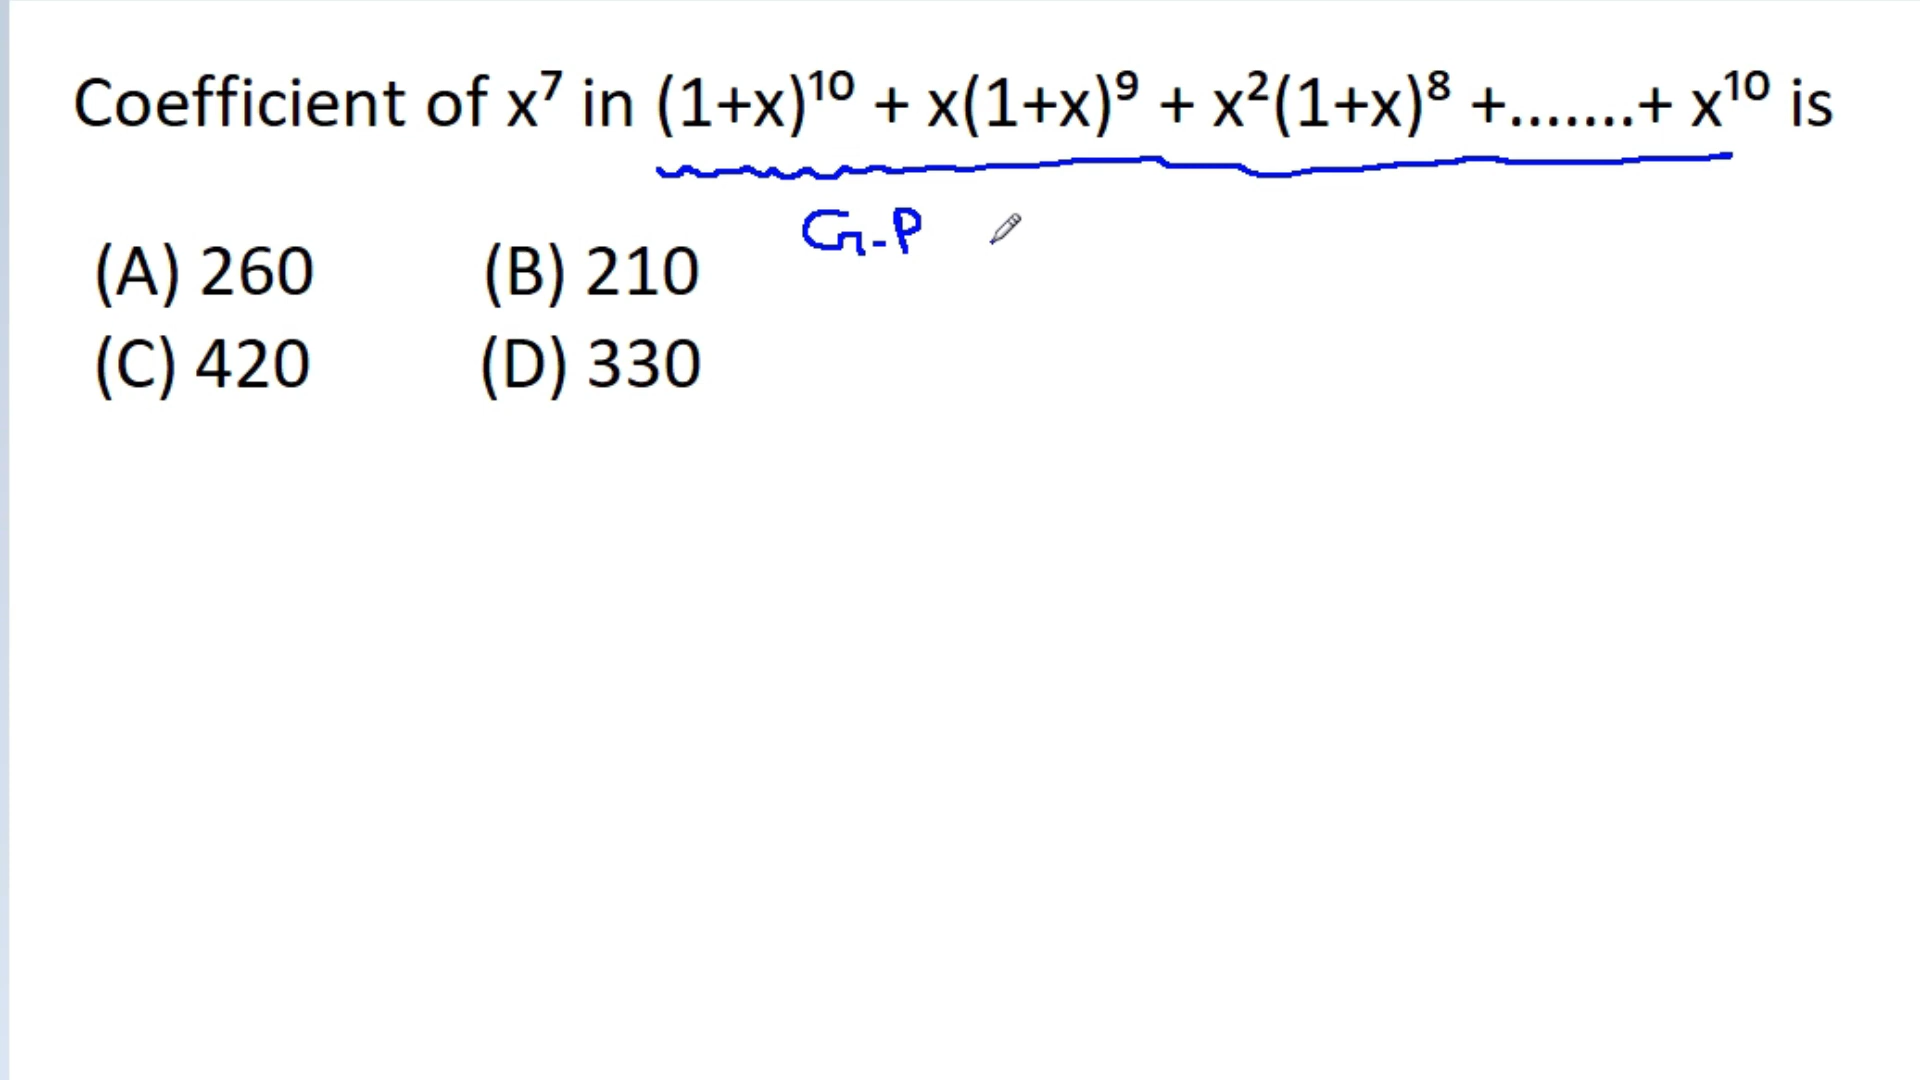 Coefficient of x⁷ in (1+x)¹⁰ + x(1+x)⁹ + x²(1+x)⁸ +.......+ x¹⁰ is
G.P
(A) 260 (B) 210
(C) 420 (D) 330